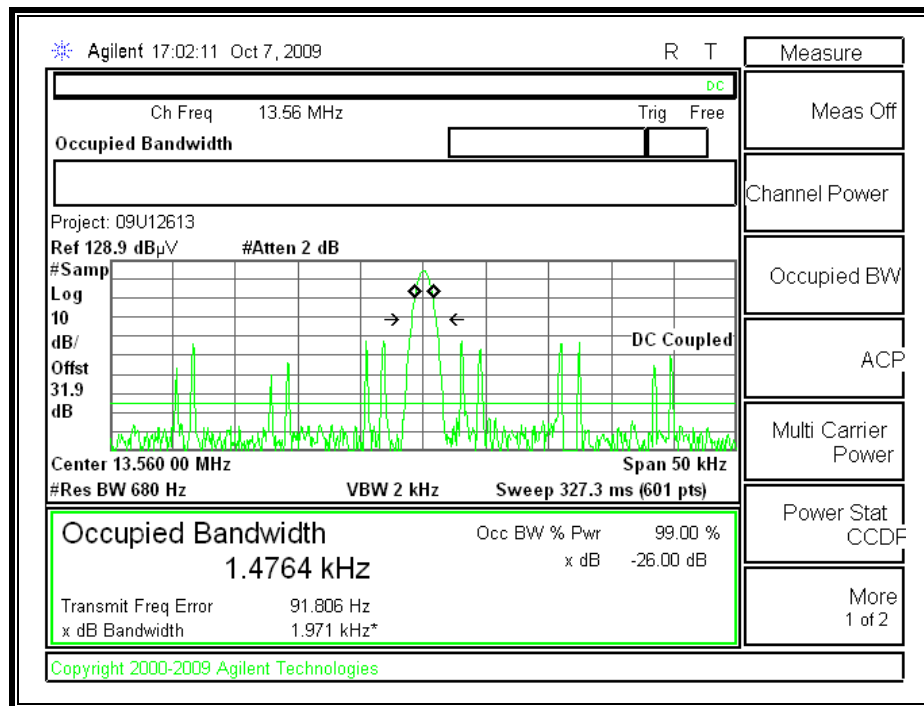 Agilent 17:02:11 Oct 7, 2009 R T
Measure
DC
Ch Freq 13.56 MHz Trig Free
Meas Off
Occupied Bandwidth
Channel Power
Project: 09U12613
Ref 128.9 dBµV #Atten 2 dB
#Samp
Log
10
dB/
Offst
31.9
dB
DC Coupled
Occupied BW
ACP
Multi Carrier
Power
Center 13.560 00 MHz Span 50 kHz
#Res BW 680 Hz VBW 2 kHz Sweep 327.3 ms (601 pts)
Power Stat
CCDF
Occupied Bandwidth
1.4764 kHz
Occ BW % Pwr 99.00 %
x dB -26.00 dB
Transmit Freq Error 91.806 Hz
x dB Bandwidth 1.971 kHz*
More
1 of 2
Copyright 2000-2009 Agilent Technologies